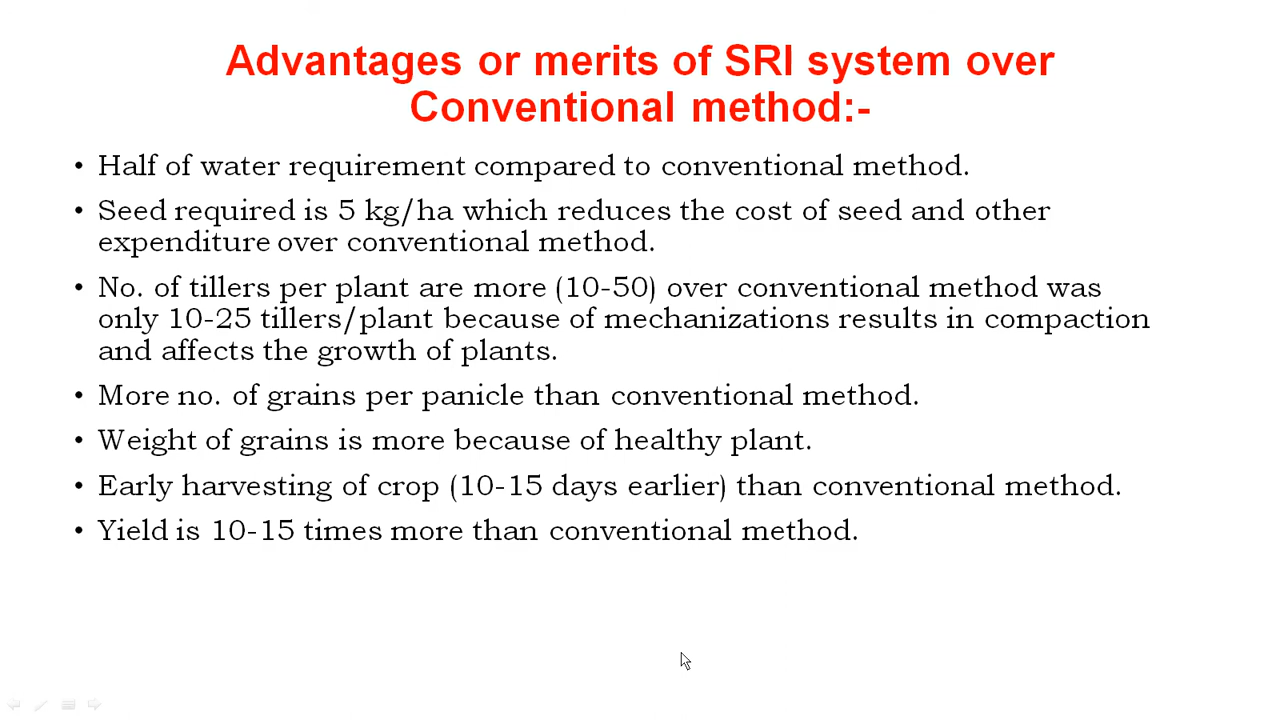 Advantages or merits of SRI system over
Conventional method:-
• Half of water requirement compared to conventional method.
• Seed required is 5 kg/ha which reduces the cost of seed and other
expenditure over conventional method.
• No. of tillers per plant are more (10-50) over conventional method was
only 10-25 tillers/plant because of mechanizations results in compaction
and affects the growth of plants.
• More no. of grains per panicle than conventional method.
• Weight of grains is more because of healthy plant.
• Early harvesting of crop (10-15 days earlier) than conventional method.
• Yield is 10-15 times more than conventional method.